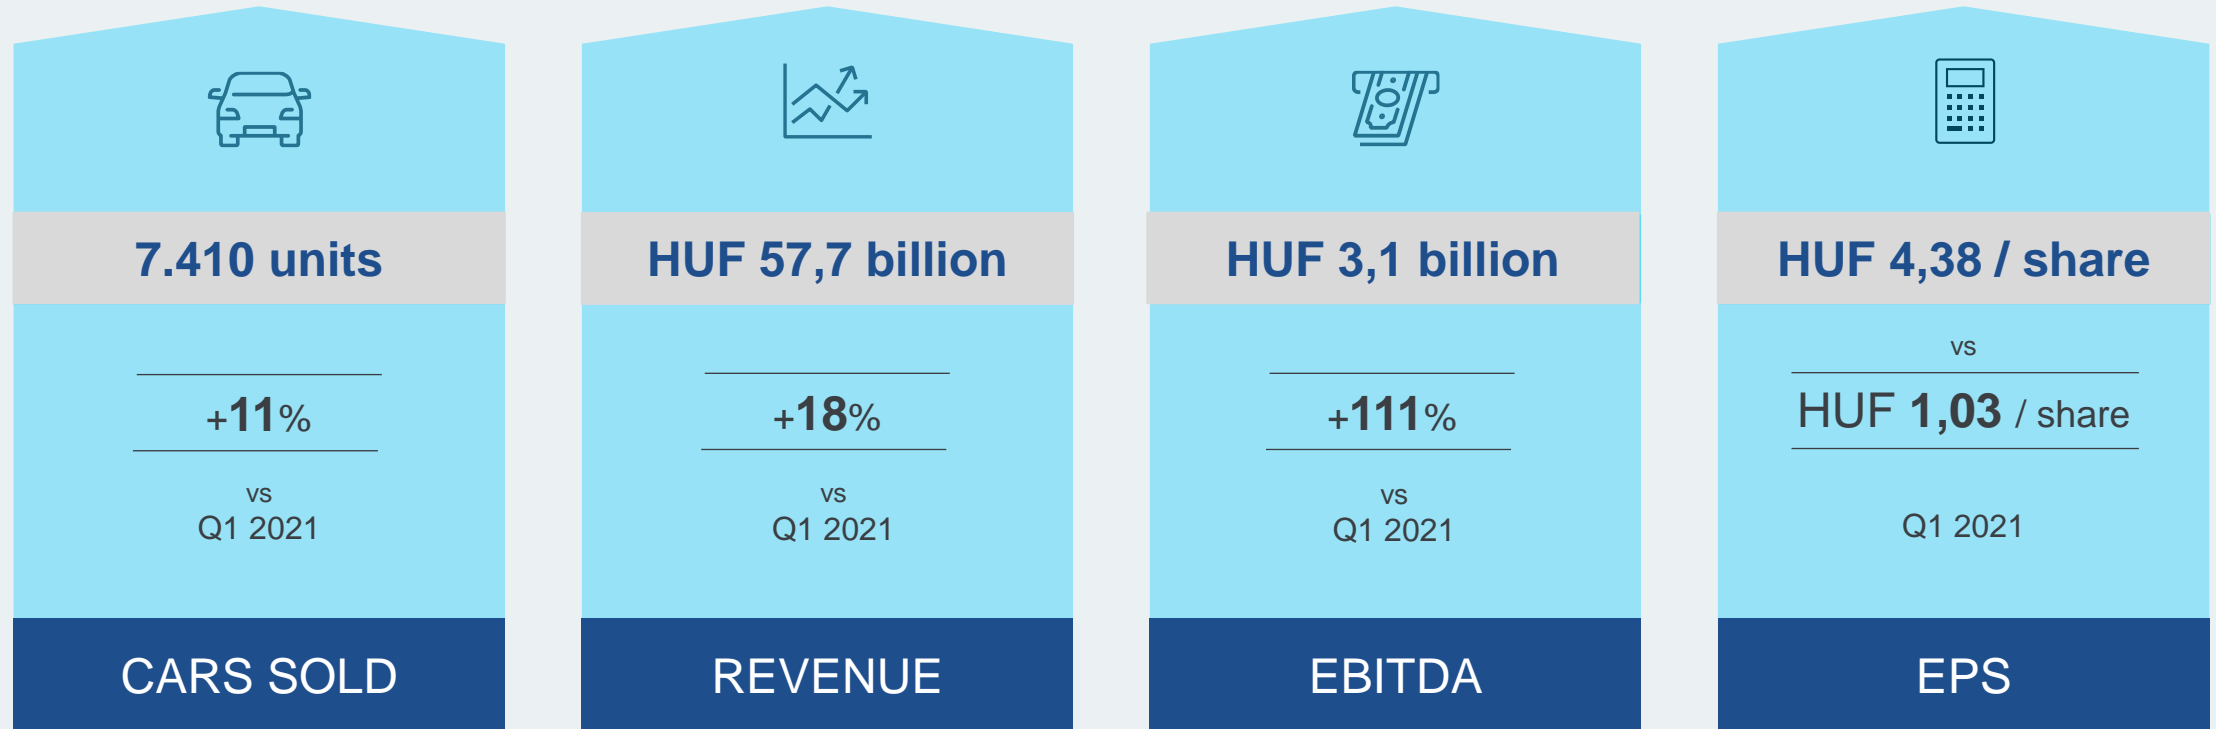 7.410 units
+11%
vs
Q1 2021
CARS SOLD
HUF 57,7 billion
+18%
vs
Q1 2021
REVENUE
HUF 3,1 billion
+111%
vs
Q1 2021
EBITDA
HUF 4,38 / share
vs
HUF 1,03 / share
Q1 2021
EPS